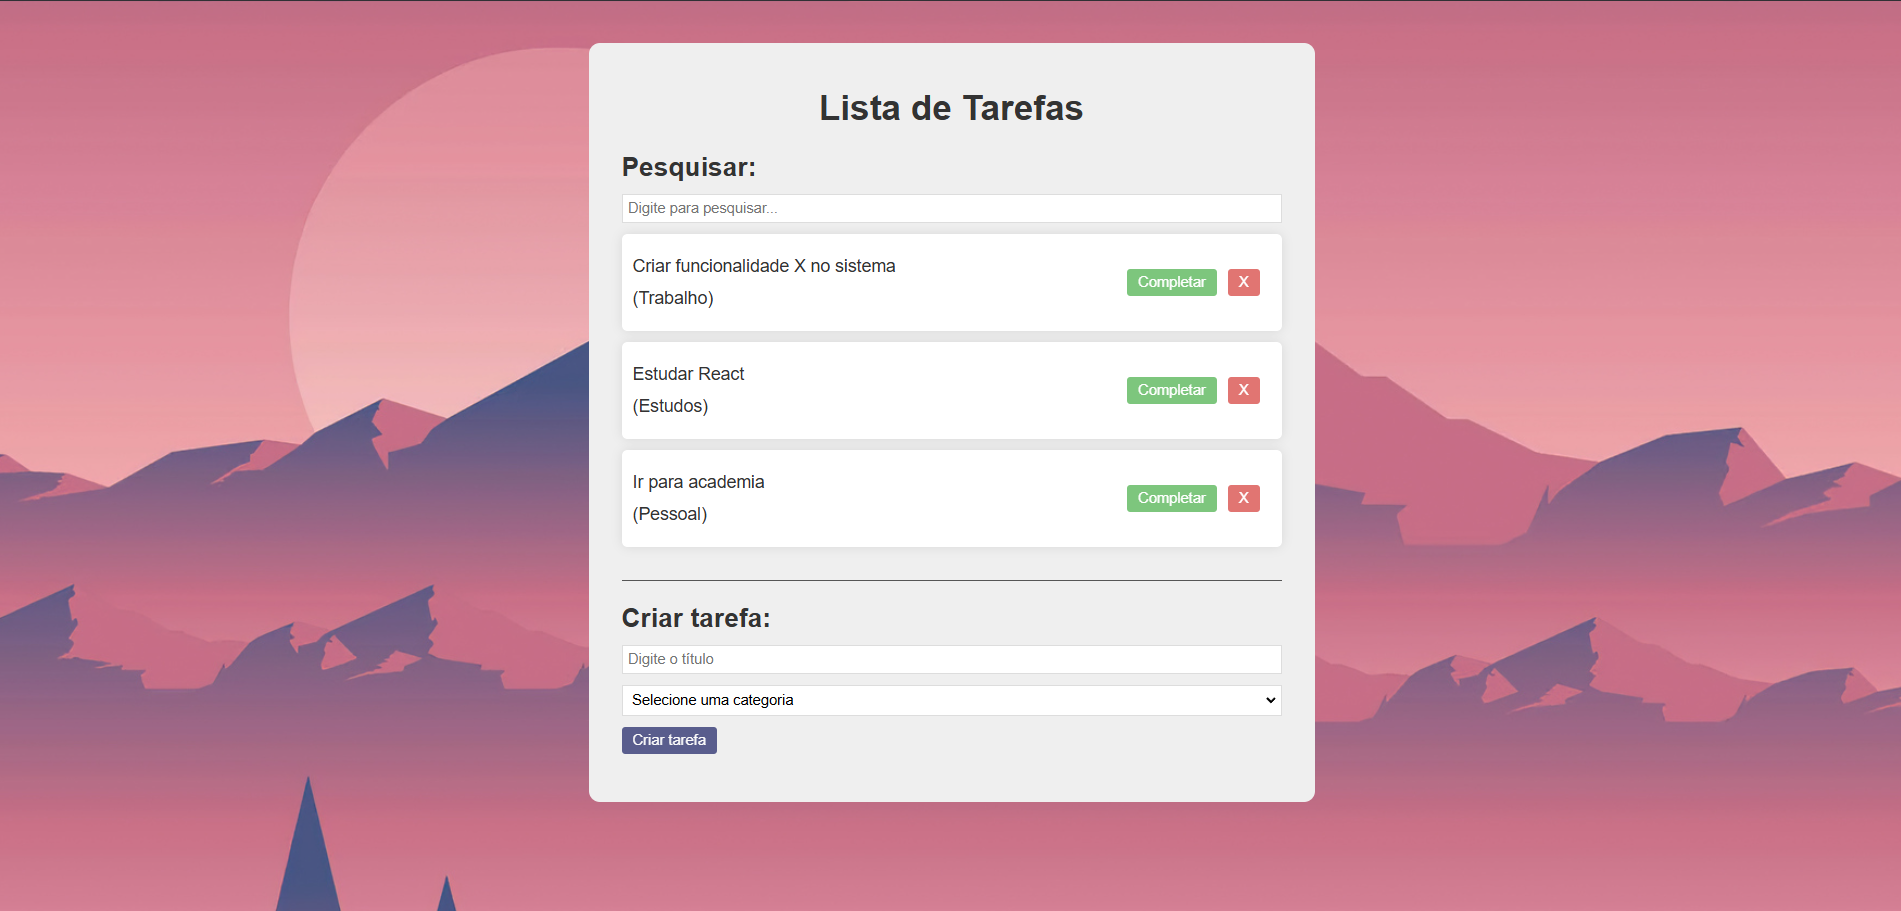 Lista de Tarefas
Pesquisar:
Digite para pesquisar...
Criar funcionalidade X no sistema
(Trabalho)
Completar X
Estudar React
(Estudos)
Completar X
Ir para academia
(Pessoal)
Completar X
Criar tarefa:
Digite o título
Selecione uma categoria
Criar tarefa